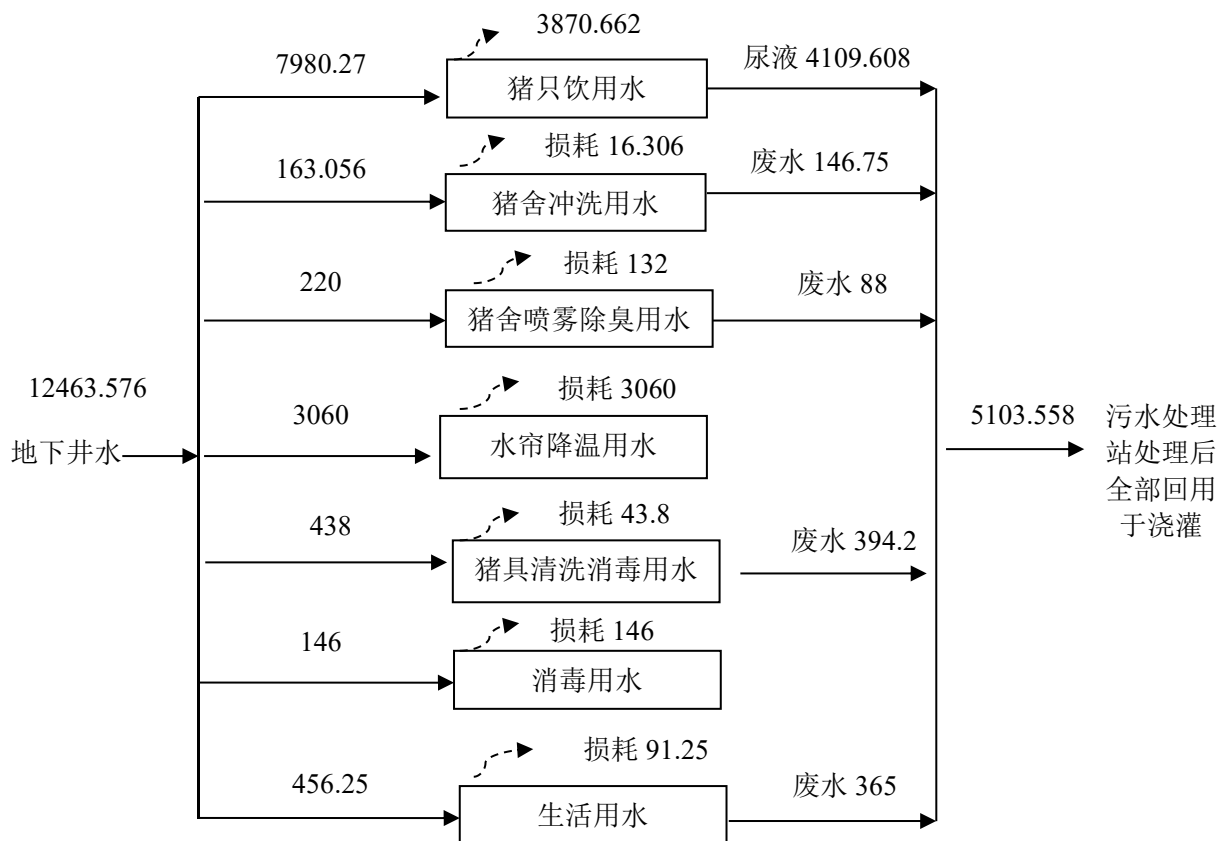 3870.662
7980.27
尿液 4109.608
猪只饮用水
损耗 16.306
163.056
废水 146.75
猪舍冲洗用水
损耗 132
220
废水 88
猪舍喷雾除臭用水
12463.576
地下井水
损耗 3060
3060
水帘降温用水
5103.558
污水处理
站处理后
全部回用
于浇灌
损耗 43.8
438
废水 394.2
猪具清洗消毒用水
损耗 146
146
消毒用水
损耗 91.25
456.25
废水 365
生活用水